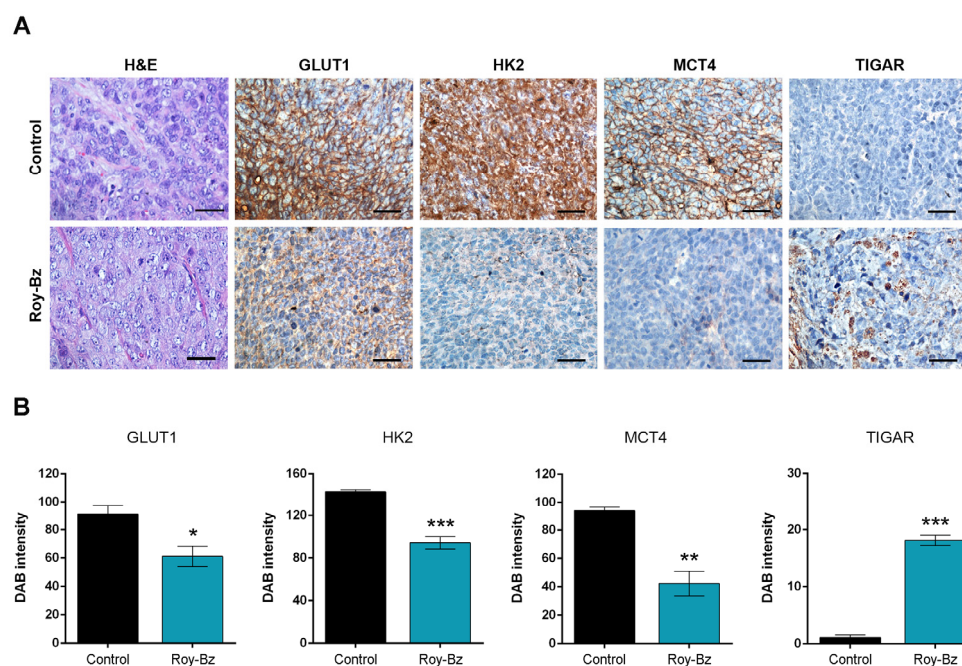 A
H&E GLUT1 HK2 MCT4 TIGAR
Control
Roy-Bz
B
GLUT1 HK2 MCT4 TIGAR
DAB intensity
120
100
80
60
40
20
0
*
Control Roy-Bz
DAB intensity
160
120
80
40
0
***
Control Roy-Bz
DAB intensity
120
100
80
60
40
20
0
**
Control Roy-Bz
DAB intensity
30
20
10
0
***
Control Roy-Bz